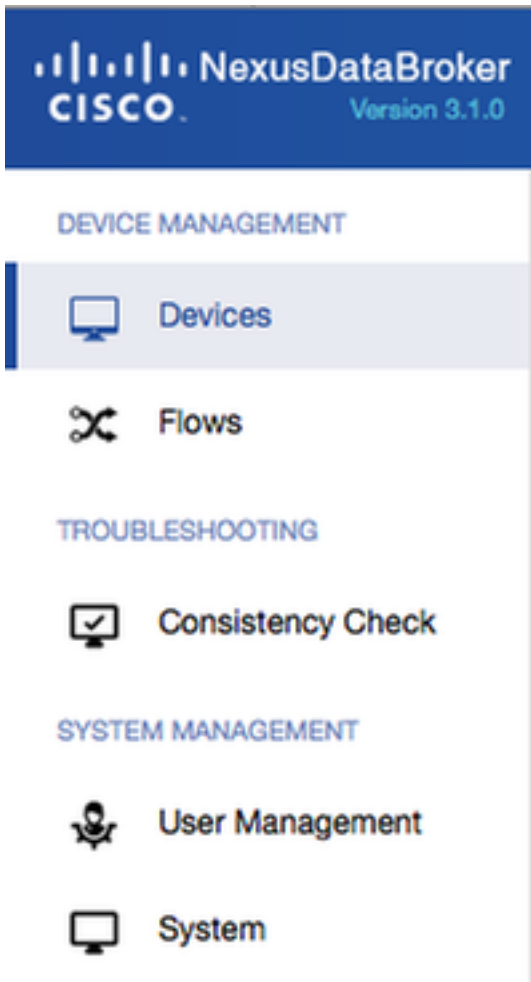 NexusDataBroker
CISCO.
Version 3.1.0
DEVICE MANAGEMENT
Devices
Flows
TROUBLESHOOTING
Consistency Check
SYSTEM MANAGEMENT
User Management
System